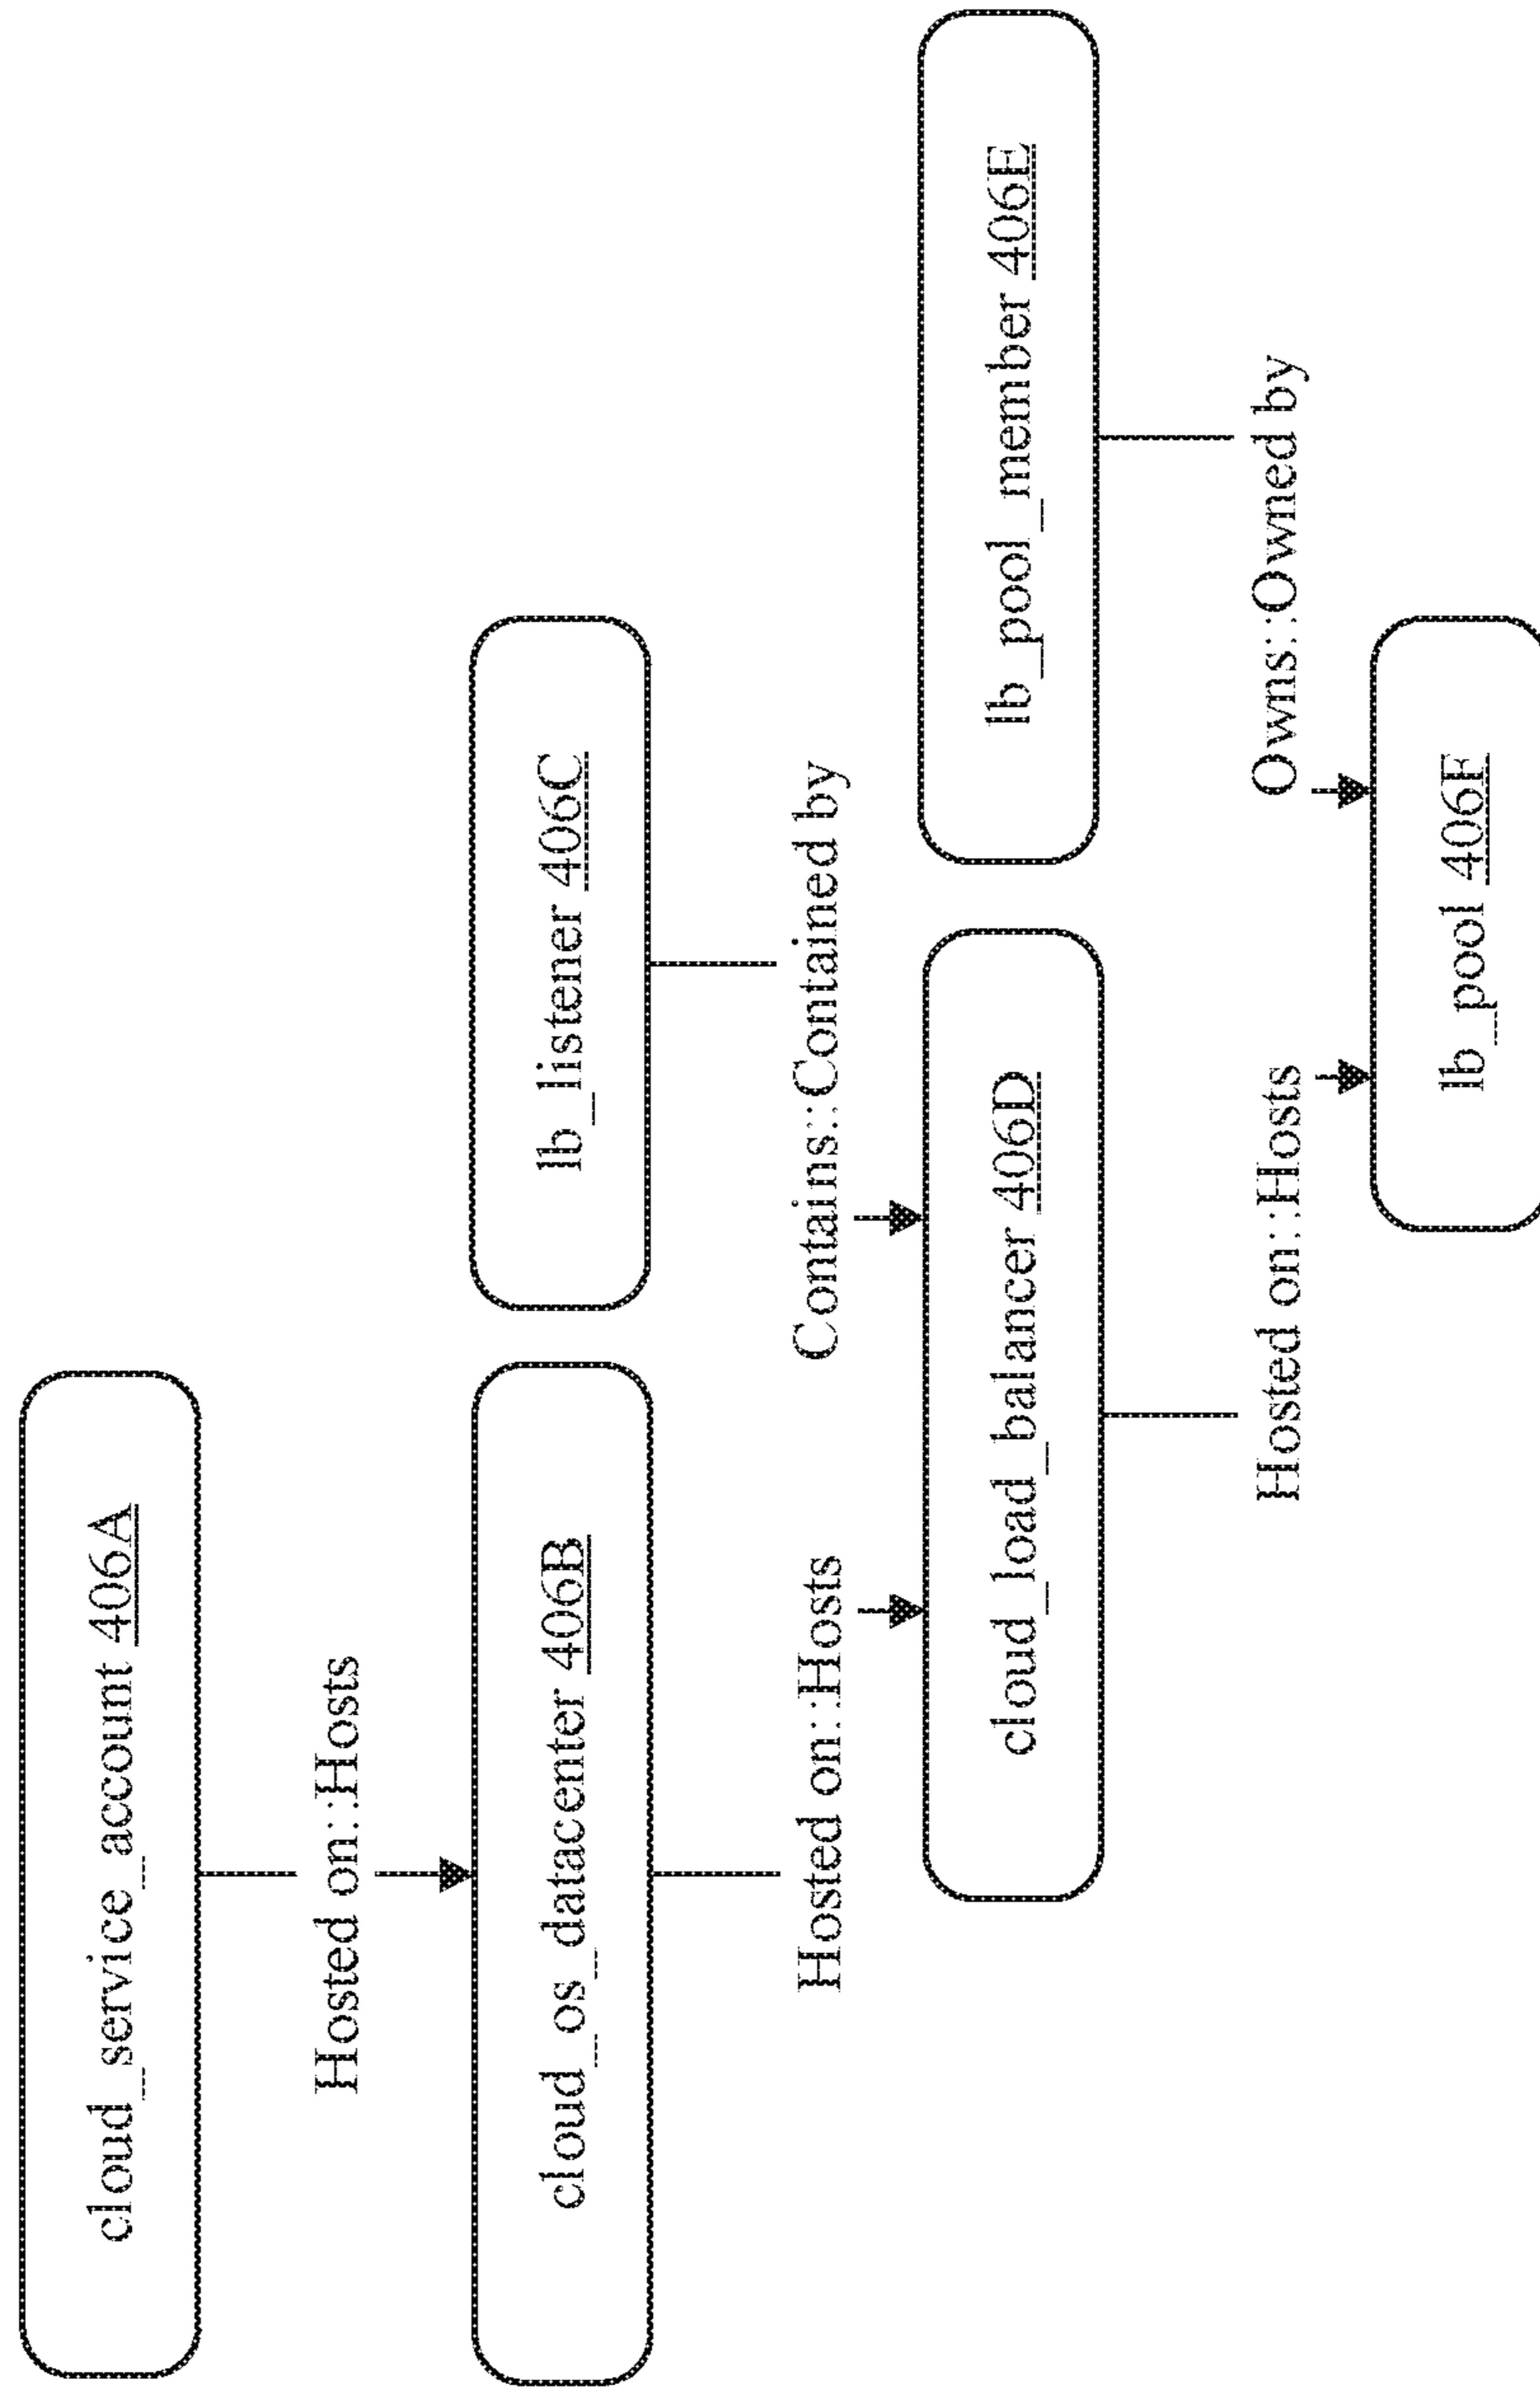 cloud_service_account 406A
Hosted on::Hosts
cloud_os_datacenter 406B
lb_listener 406C
Hosted on::Hosts
Contains::Contained by
cloud_load_balancer 406D
lb_pool_member 406E
Hosted on::Hosts
Owns::Owned by
lb_pool 406F